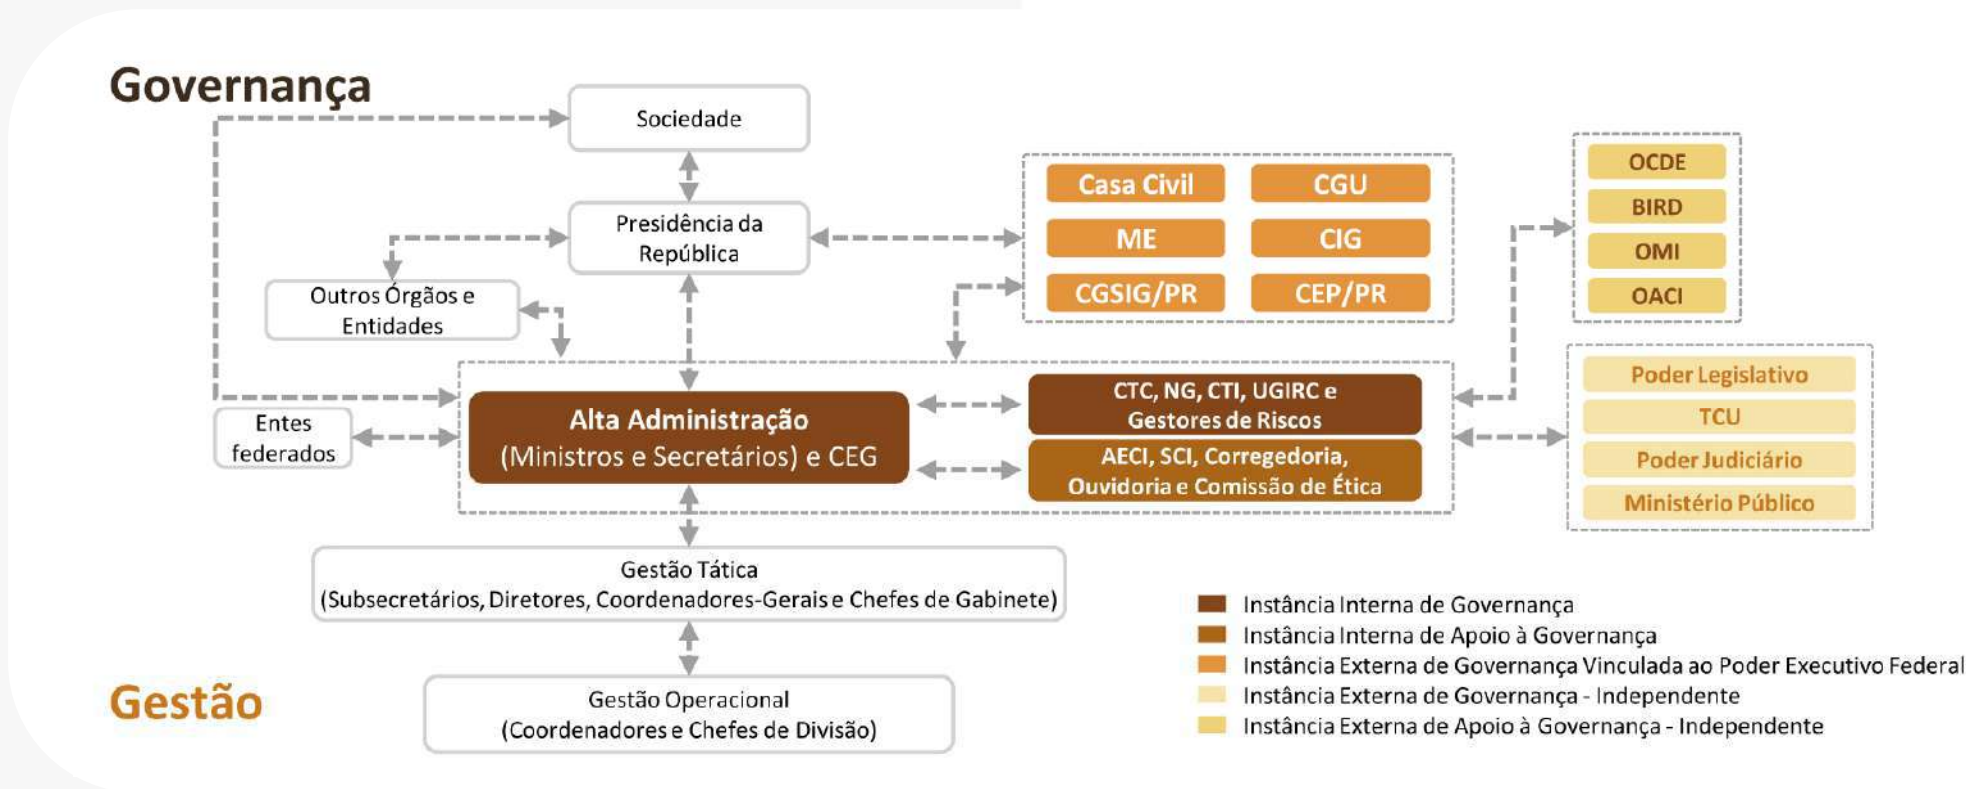 Governança
Sociedade
Presidência da
República
Outros Órgãos e
Entidades
Casa Civil
CGU
ME
CIG
CGSIG/PR
CEP/PR
OCDE
BIRD
OMI
OACI
Entes
federados
Alta Administração
(Ministros e Secretários) e CEG
CTC, NG, CTI, UGIRC e
Gestores de Riscos
AECI, SCI, Corregedoria,
Ouvidoria e Comissão de Ética
Poder Legislativo
TCU
Poder Judiciário
Ministério Público
Gestão Tática
(Subsecretários, Diretores, Coordenadores-Gerais e Chefes de Gabinete)
Gestão
Gestão Operacional
(Coordenadores e Chefes de Divisão)
Instância Interna de Governança
Instância Interna de Apoio à Governança
Instância Externa de Governança Vinculada ao Poder Executivo Federal
Instância Externa de Governança - Independente
Instância Externa de Apoio à Governança - Independente